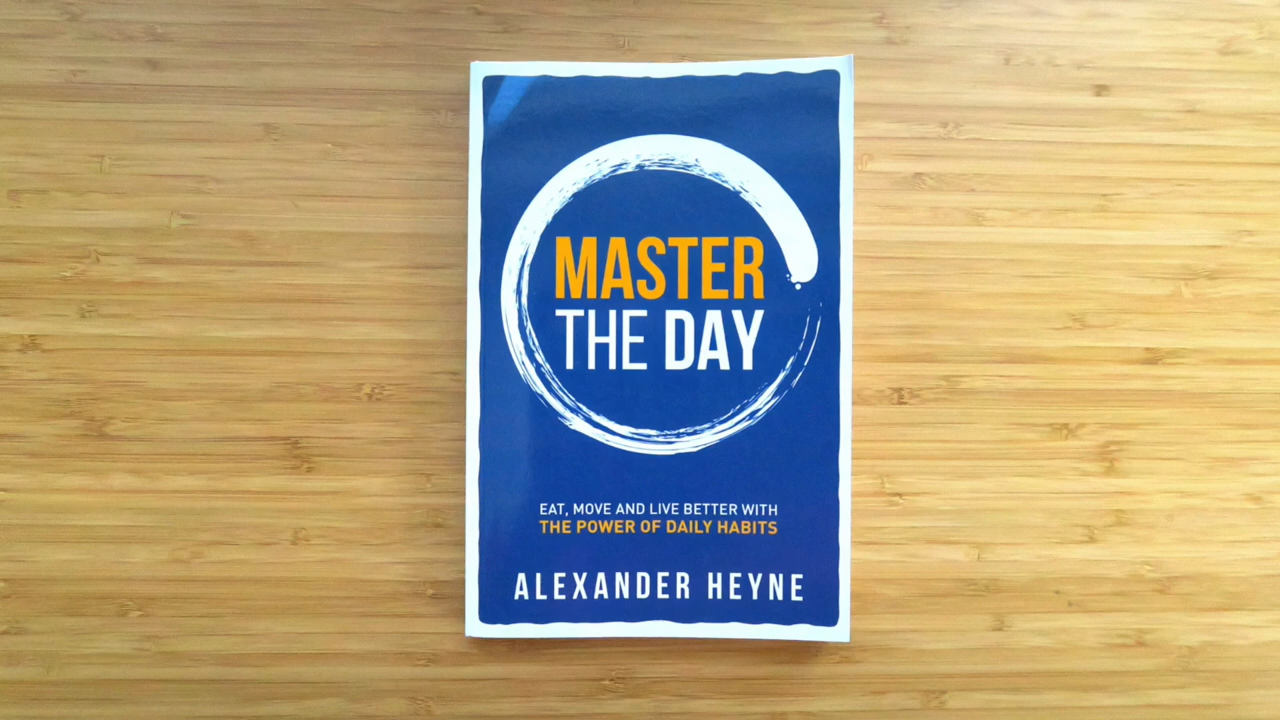 MASTER
THE DAY
EAT, MOVE AND LIVE BETTER WITH
THE POWER OF DAILY HABITS
ALEXANDER HEYNE